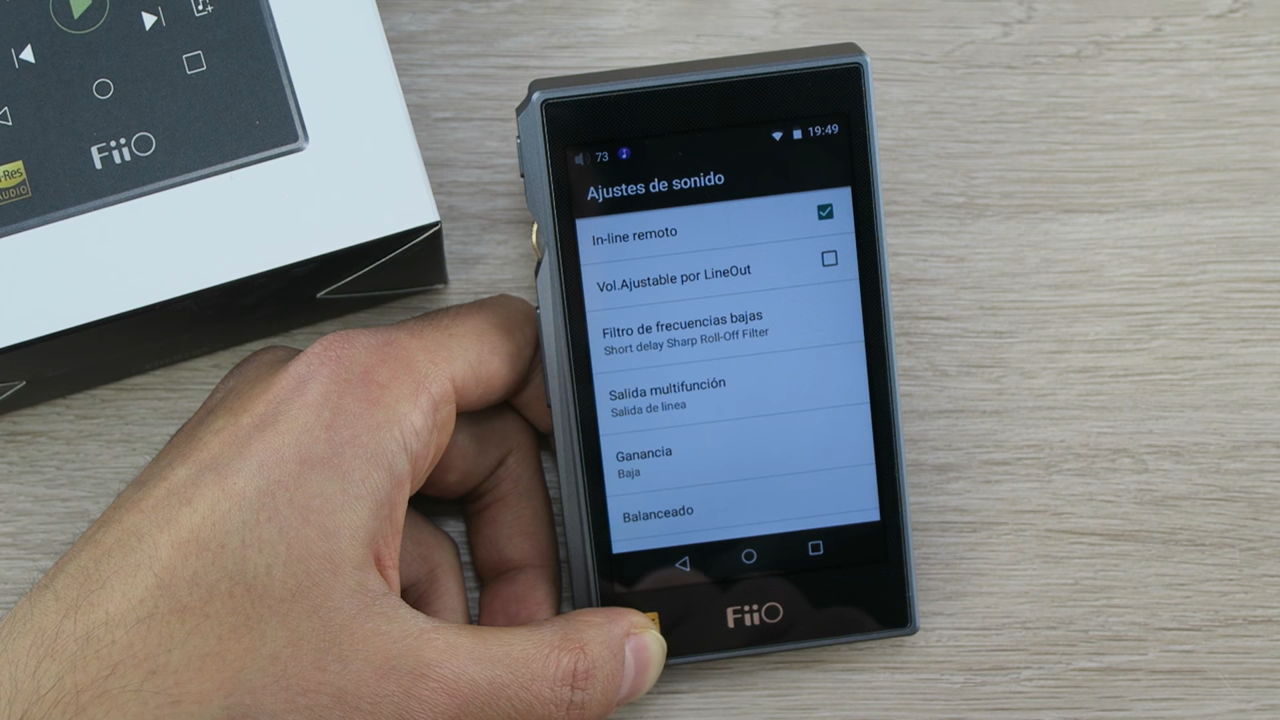 FiiO
-Res
AUDIO
73
19:49
Ajustes de sonido
In-line remoto
Vol.Ajustable por LineOut
Filtro de frecuencias bajas
Short delay Sharp Roll-Off Filter
Salida multifunción
Salida de linea
Ganancia
Baja
Balanceado
FiiO